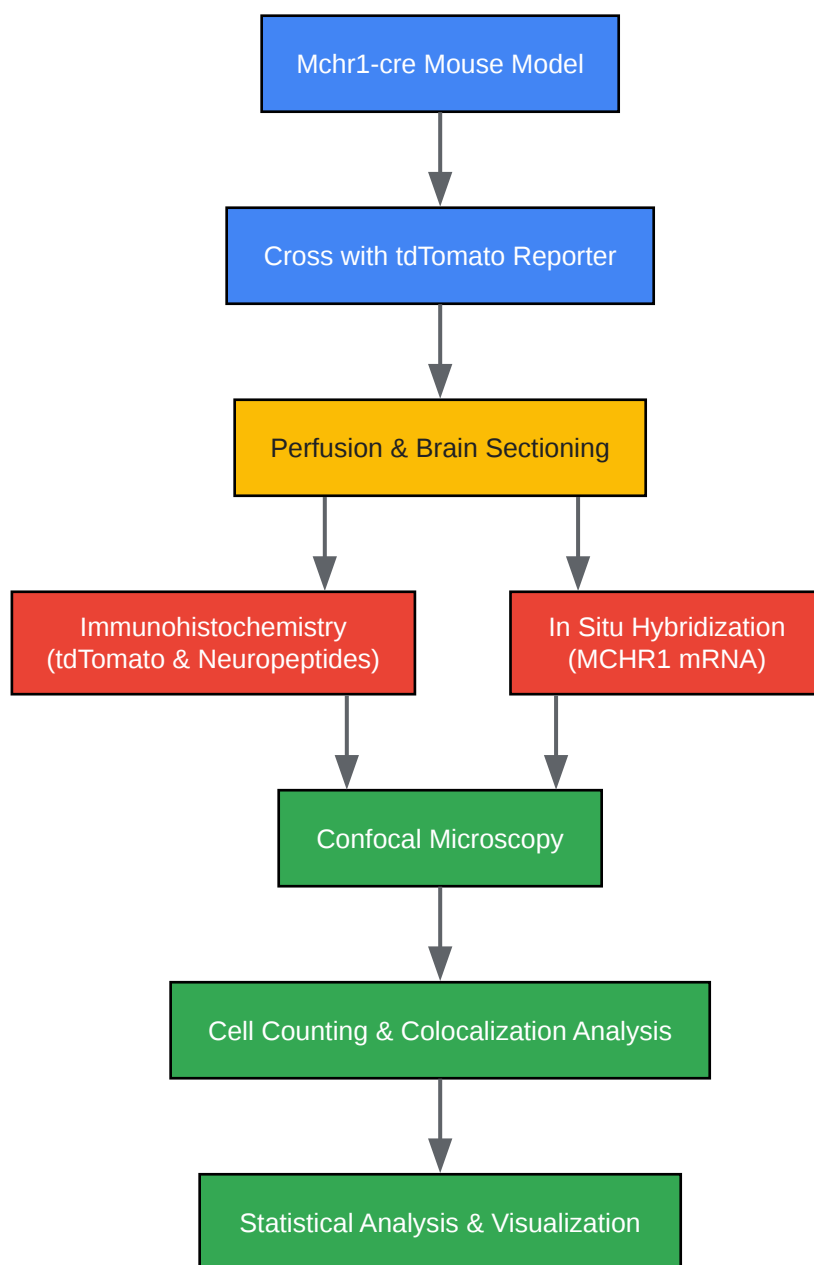 Mchr1-cre Mouse Model
Cross with tdTomato Reporter
Perfusion & Brain Sectioning
Immunohistochemistry
(tdTomato & Neuropeptides)
In Situ Hybridization
(MCHR1 mRNA)
Confocal Microscopy
Cell Counting & Colocalization Analysis
Statistical Analysis & Visualization